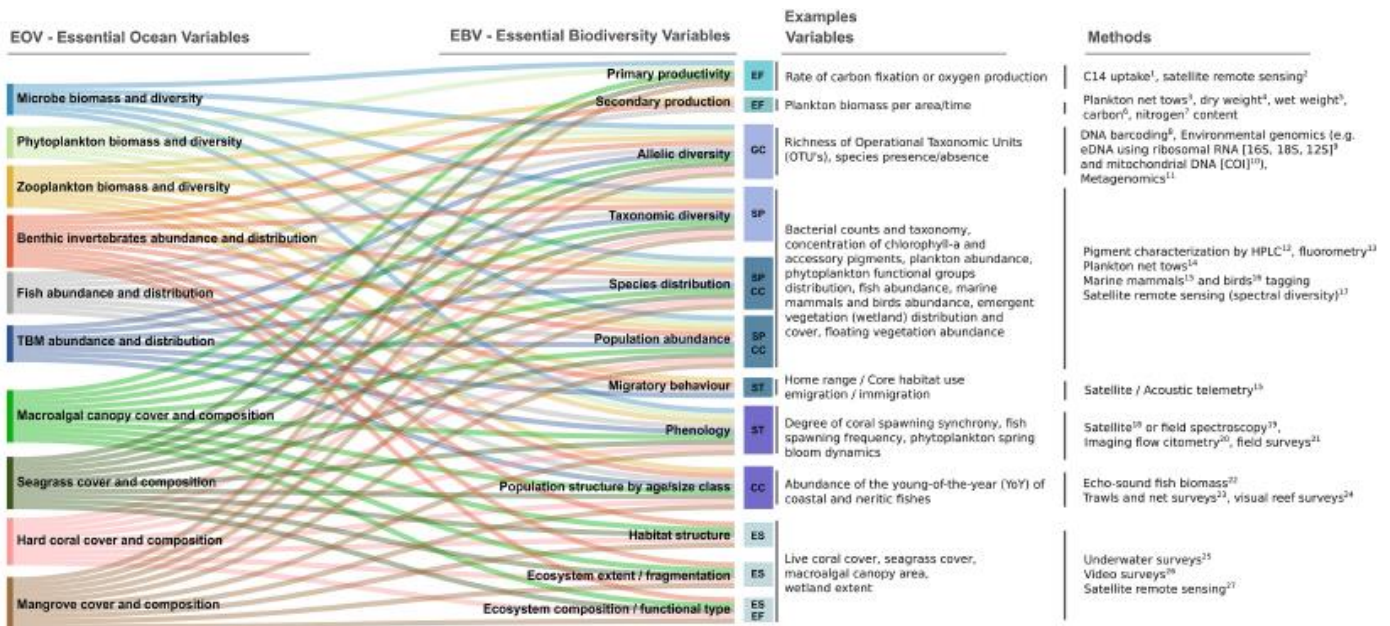 EOV - Essential Ocean Variables
Microbe biomass and diversity
Phytoplankton biomass and diversity
Zooplankton biomass and diversity
Benthic invertebrates abundance and distribution
Fish abundance and distribution
TBM abundance and distribution
Macroalgal canopy cover and composition
Seagrass cover and composition
Hard coral cover and composition
Mangrove cover and composition
EBV - Essential Biodiversity Variables
Primary productivity
Secondary production
Allelic diversity
Taxonomic diversity
Species distribution
Population abundance
Migratory behaviour
Phenology
Population structure by age/size class
Habitat structure
Ecosystem extent / fragmentation
Ecosystem composition / functional type
EF
EF
GC
SP
SP
CC
SP
CC
ST
ST
CC
ES
ES
ES
EF
Examples
Variables
Rate of carbon fixation or oxygen production
Plankton biomass per area/time
Richness of Operational Taxonomic Units
(OTU's), species presence/absence
Bacterial counts and taxonomy,
concentration of chlorophyll-a and
accessory pigments, plankton abundance,
phytoplankton functional groups
distribution, fish abundance, marine
mammals and birds abundance, emergent
vegetation (wetland) distribution and
cover, floating vegetation abundance
Home range / Core habitat use
emigration / immigration
Degree of coral spawning synchrony, fish
spawning frequency, phytoplankton spring
bloom dynamics
Abundance of the young-of-the-year (YoY) of
coastal and neritic fishes
Live coral cover, seagrass cover,
macroalgal canopy area,
wetland extent
Methods
C14 uptake¹, satellite remote sensing²
Plankton net tows³, dry weight⁴, wet weight⁵,
carbon⁶, nitrogen⁷ content
DNA barcoding⁸, Environmental genomics (e.g.
eDNA using ribosomal RNA [16S, 18S, 12S]⁹
and mitochondrial DNA [COI]¹⁰),
Metagenomics¹¹
Pigment characterization by HPLC¹², fluorometry¹³
Plankton net tows¹⁴
Marine mammals¹⁵ and birds¹⁶ tagging
Satellite remote sensing (spectral diversity)¹⁷
Satellite / Acoustic telemetry¹⁵
Satellite¹⁸ or field spectroscopy¹⁹,
Imaging flow citometry²⁰, field surveys²¹
Echo-sound fish biomass²²
Trawls and net surveys²³, visual reef surveys²⁴
Underwater surveys²⁵
Video surveys²⁶
Satellite remote sensing²⁷